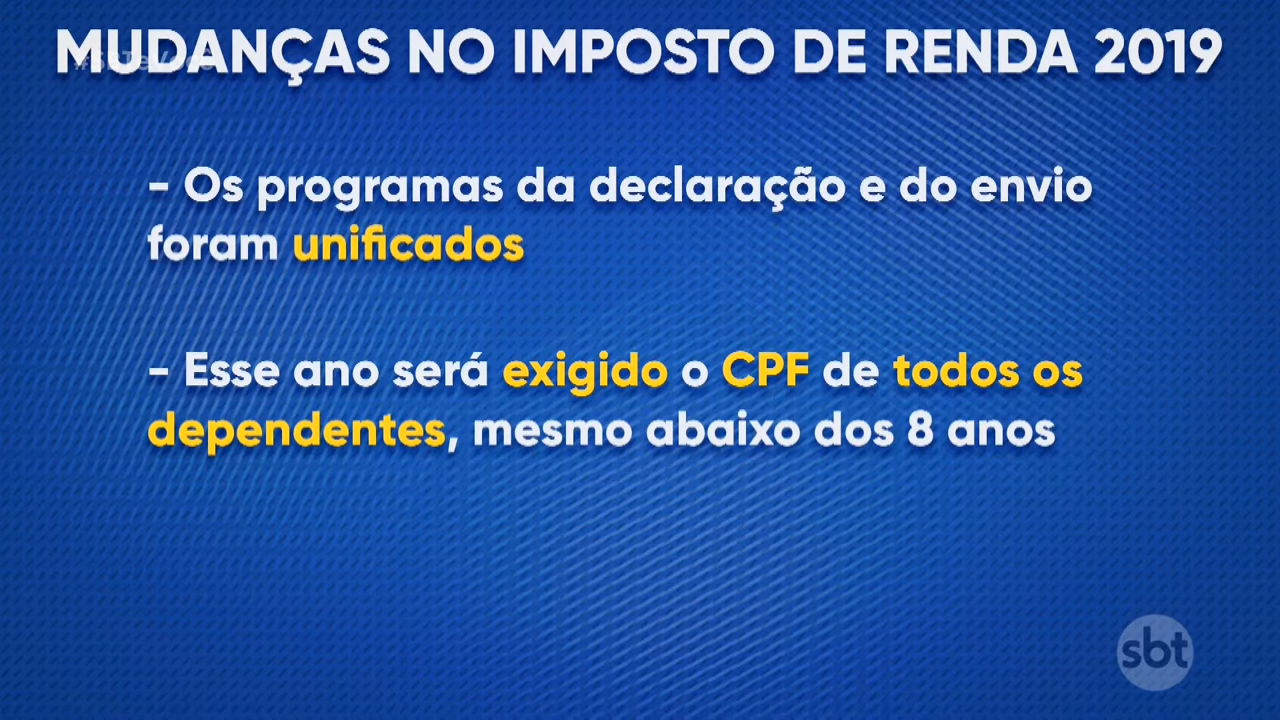 MUDANÇAS NO IMPOSTO DE RENDA 2019
- Os programas da declaração e do envio
foram unificados
- Esse ano será exigido o CPF de todos os
dependentes, mesmo abaixo dos 8 anos
sbt